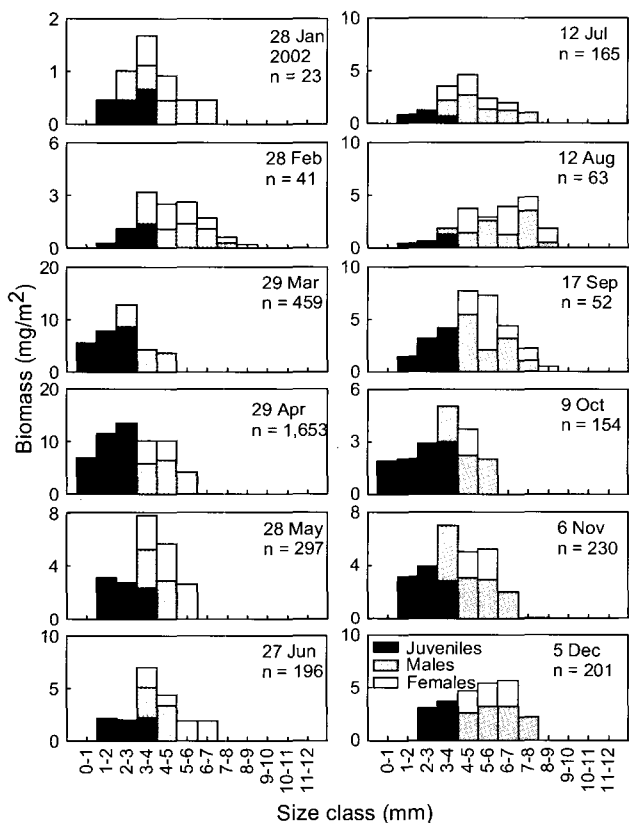 Biomass (mg/m²)
2
1
0
28 Jan
2002
n = 23
6
3
0
28 Feb
n = 41
20
10
0
29 Mar
n = 459
20
10
0
29 Apr
n = 1,653
8
4
0
28 May
n = 297
10
5
0
27 Jun
n = 196
0-1
1-2
2-3
3-4
4-5
5-6
6-7
7-8
8-9
9-10
10-11
11-12
10
5
0
12 Jul
n = 165
10
5
0
12 Aug
n = 63
10
5
0
17 Sep
n = 52
6
3
0
9 Oct
n = 154
8
4
0
6 Nov
n = 230
10
5
0
Juveniles
Males
Females
5 Dec
n = 201
0-1
1-2
2-3
3-4
4-5
5-6
6-7
7-8
8-9
9-10
10-11
11-12
Size class (mm)